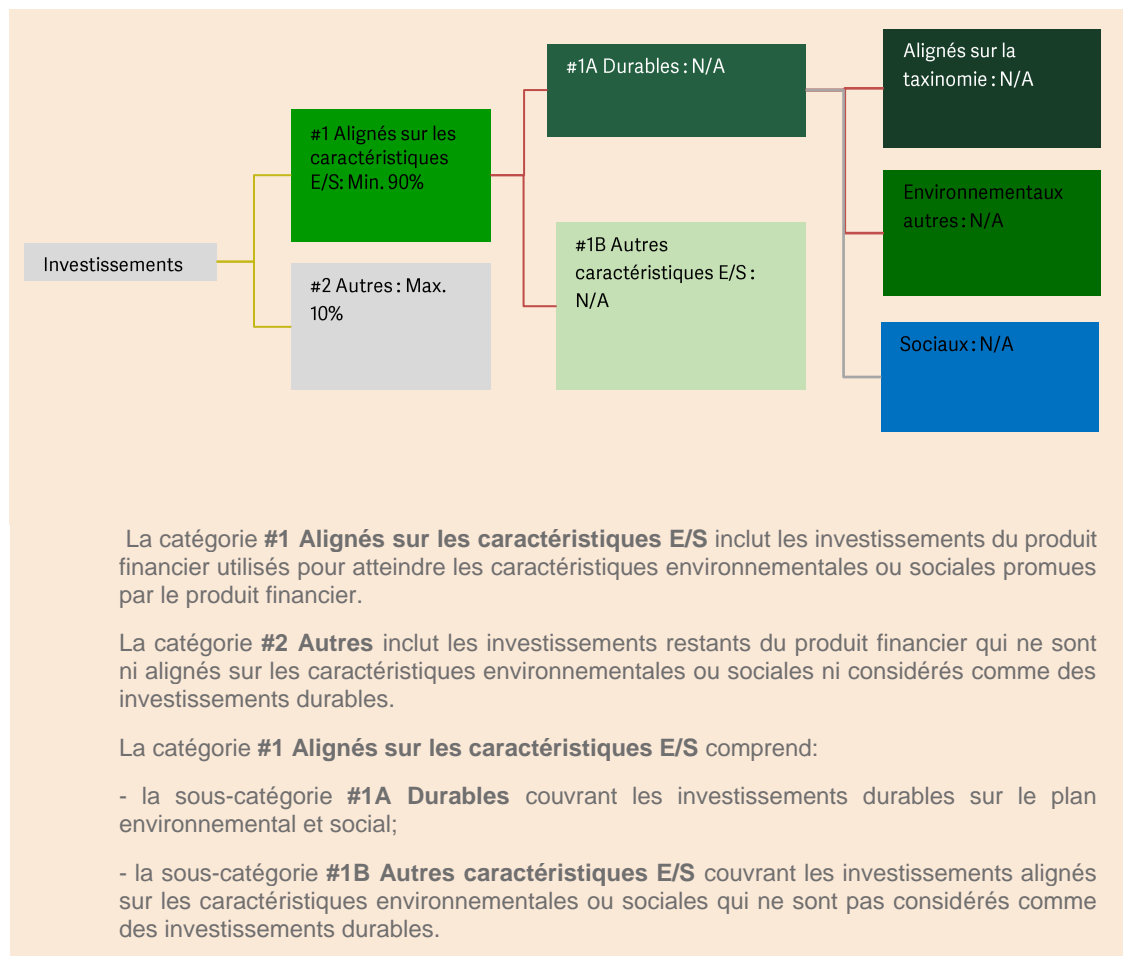 Investissements
#1 Alignés sur les
caractéristiques
E/S: Min. 90%
#2 Autres : Max.
10%
#1A Durables : N/A
#1B Autres
caractéristiques E/S :
N/A
Alignés sur la
taxinomie : N/A
Environnementaux
autres : N/A
Sociaux : N/A
La catégorie #1 Alignés sur les caractéristiques E/S inclut les investissements du produit
financier utilisés pour atteindre les caractéristiques environnementales ou sociales promues
par le produit financier.
La catégorie #2 Autres inclut les investissements restants du produit financier qui ne sont
ni alignés sur les caractéristiques environnementales ou sociales ni considérés comme des
investissements durables.
La catégorie #1 Alignés sur les caractéristiques E/S comprend:
- la sous-catégorie #1A Durables couvrant les investissements durables sur le plan
environnemental et social;
- la sous-catégorie #1B Autres caractéristiques E/S couvrant les investissements alignés
sur les caractéristiques environnementales ou sociales qui ne sont pas considérés comme
des investissements durables.